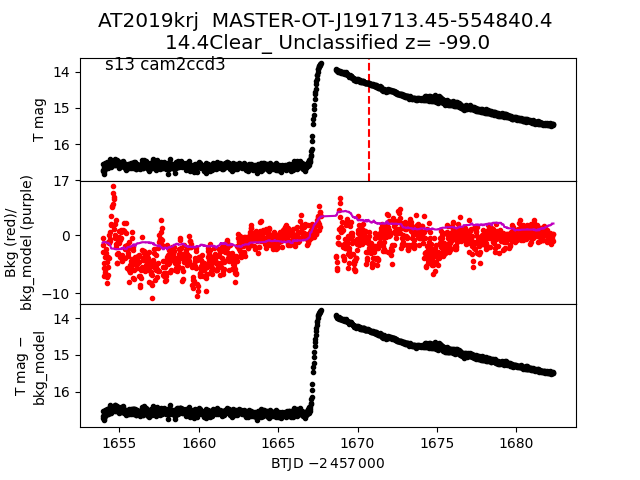 AT2019krj  MASTER-OT-J191713.45-554840.4
14.4Clear_ Unclassified z= -99.0
s13 cam2ccd3
14
15
16
17
T mag
0
−10
Bkg (red)/
bkg_model (purple)
14
15
16
T mag −
bkg_model
1655
1660
1665
1670
1675
1680
BTJD −2 457 000